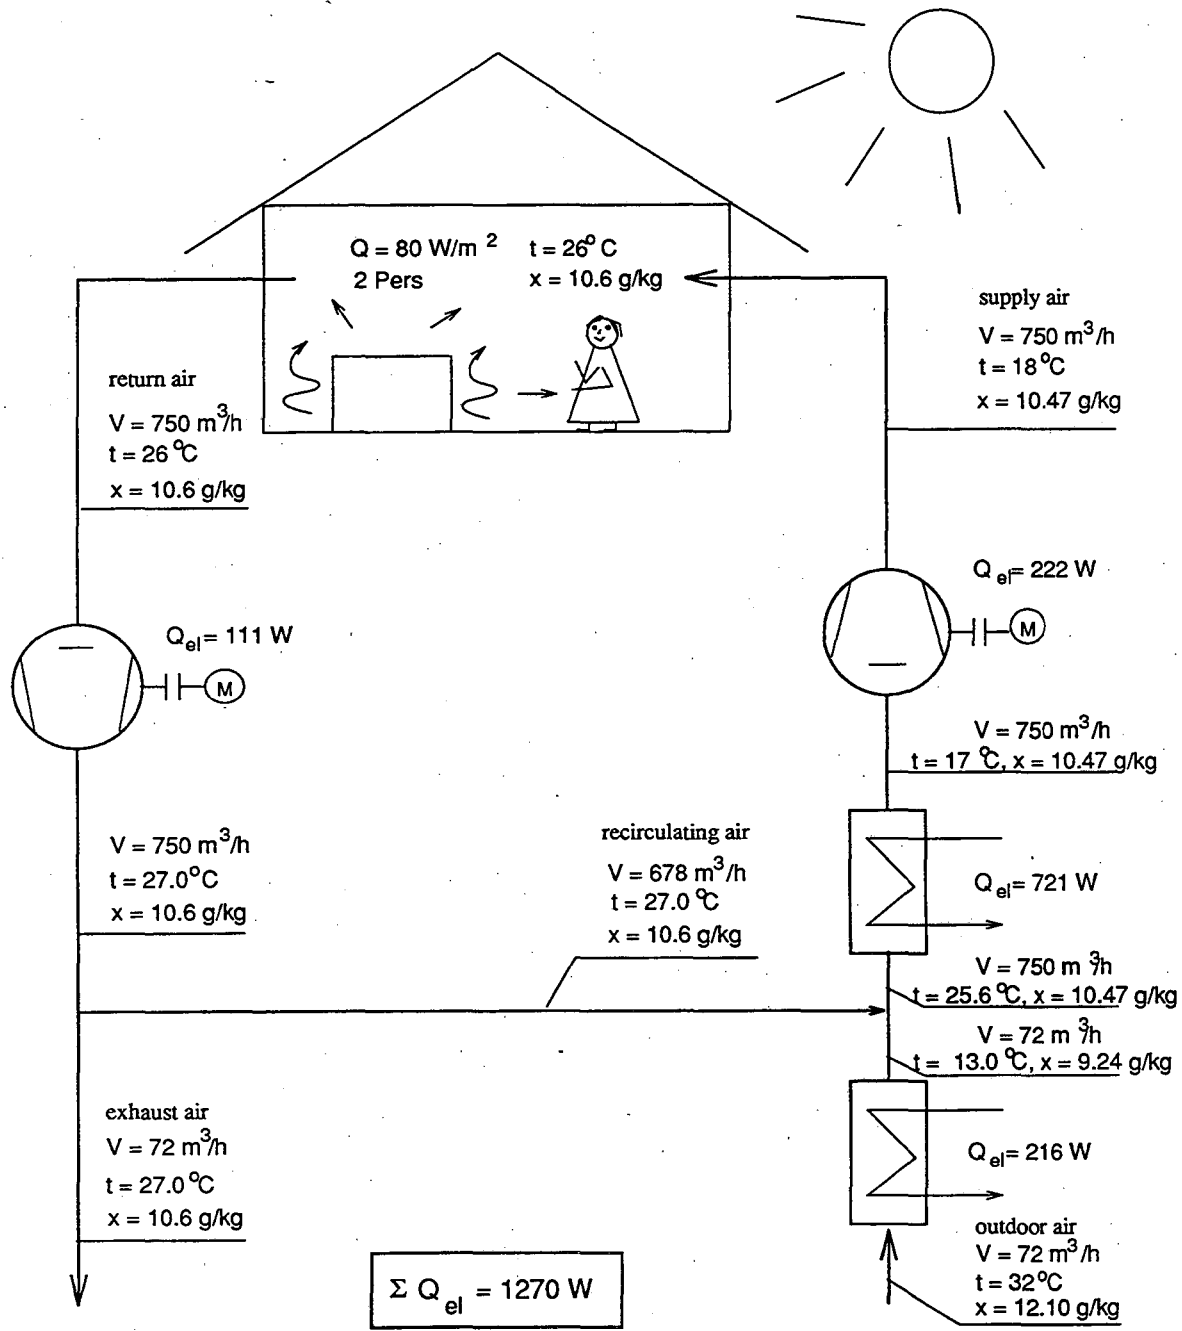 Q = 80 W/m²
2 Pers
t = 26°C
x = 10.6 g/kg
supply air
V = 750 m³/h
t = 18°C
x = 10.47 g/kg
return air
V = 750 m³/h
t = 26°C
x = 10.6 g/kg
Q el = 222 W
M
Q el = 111 W
M
V = 750 m³/h
t = 17 °C, x = 10.47 g/kg
V = 750 m³/h
t = 27.0°C
x = 10.6 g/kg
recirculating air
V = 678 m³/h
t = 27.0 °C
x = 10.6 g/kg
Q el = 721 W
V = 750 m³/h
t = 25.6 °C, x = 10.47 g/kg
V = 72 m³/h
t = 13.0 °C, x = 9.24 g/kg
exhaust air
V = 72 m³/h
t = 27.0°C
x = 10.6 g/kg
Q el = 216 W
outdoor air
V = 72 m³/h
t = 32°C
x = 12.10 g/kg
Σ Q el = 1270 W